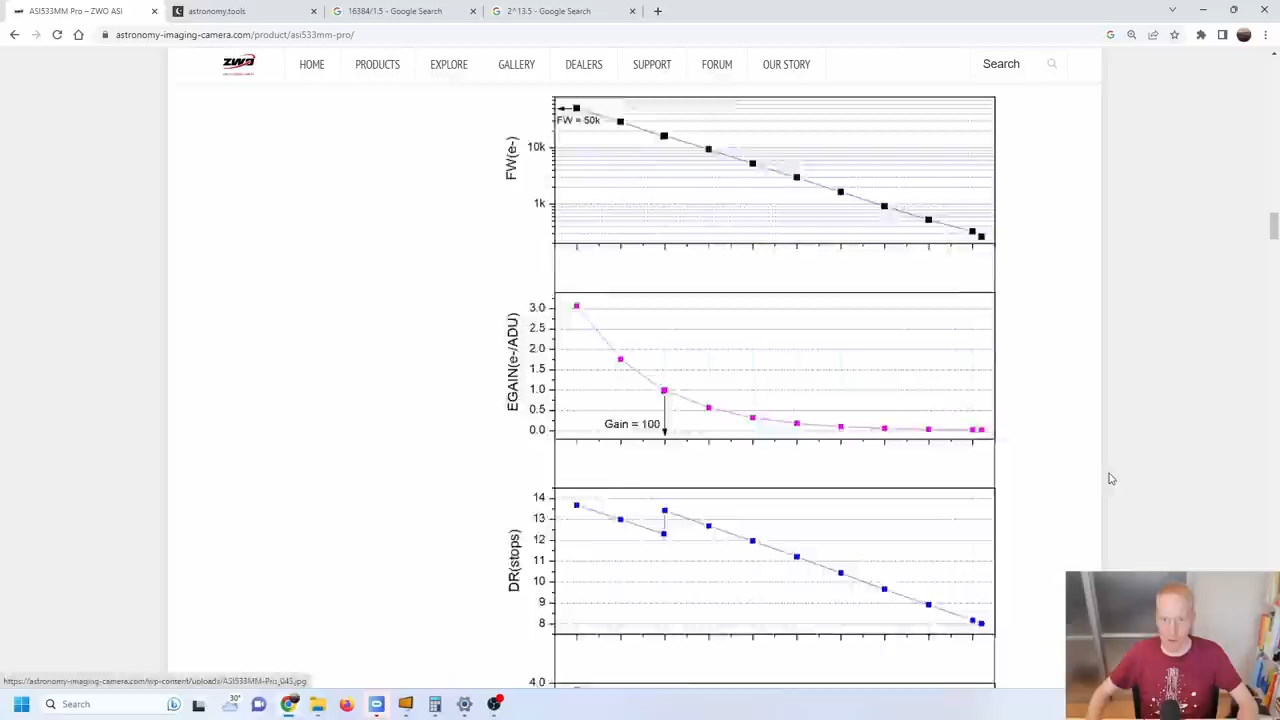 ASI533MM Pro – ZWO ASI
astronomy.tools
16384/1.5 - Google Search
2^13.5 - Google Search
astronomy-imaging-camera.com/product/asi533mm-pro/
ZWO
HOME
PRODUCTS
EXPLORE
GALLERY
DEALERS
SUPPORT
FORUM
OUR STORY
Search
FW = 50k
FW(e-)
10k
1k
EGAIN(e-/ADU)
3.0
2.5
2.0
1.5
1.0
0.5
0.0
Gain = 100
DR(stops)
14
13
12
11
10
9
8
4.0
https://astronomy-imaging-camera.com/wp-content/uploads/ASI533MM-Pro_04S.jpg
Search
30°